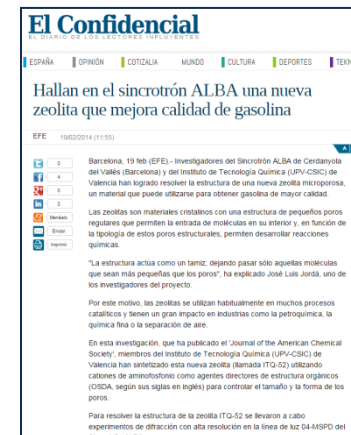 El Confidencial
EL DIARIO DE LOS LECTORES INFLUYENTES
ESPAÑA OPINIÓN COTIZALIA MUNDO CULTURA DEPORTES TEKN
Hallan en el sincrotrón ALBA una nueva
zeolita que mejora calidad de gasolina
EFE 19/02/2014 (11:55)
A
0
4
0
0
Menéalo
Enviar
Imprimir
Barcelona, 19 feb (EFE).- Investigadores del Sincrotrón ALBA de Cerdanyola
del Vallés (Barcelona) y del Instituto de Tecnología Química (UPV-CSIC) de
Valencia han logrado resolver la estructura de una nueva zeolita microporosa,
un material que puede utilizarse para obtener gasolina de mayor calidad.
Las zeolitas son materiales cristalinos con una estructura de pequeños poros
regulares que permiten la entrada de moléculas en su interior y, en función de
la tipología de estos poros estructurales, permiten desarrollar reacciones
químicas.
"La estructura actúa como un tamiz, dejando pasar sólo aquellas moléculas
que sean más pequeñas que los poros", ha explicado José Luis Jordá, uno de
los investigadores del proyecto.
Por este motivo, las zeolitas se utilizan habitualmente en muchos procesos
catalíticos y tienen un gran impacto en industrias como la petroquímica, la
química fina o la separación de aire.
En esta investigación, que ha publicado el 'Journal of the American Chemical
Society', miembros del Instituto de Tecnología Química (UPV-CSIC) de
Valencia han sintetizado esta nueva zeolita (llamada ITQ-52) utilizando
cationes de aminofosfonio como agentes directores de estructura orgánicos
(OSDA, según sus siglas en inglés) para controlar el tamaño y la forma de los
poros.
Para resolver la estructura de la zeolita ITQ-52 se llevaron a cabo
experimentos de difracción con alta resolución en la línea de luz 04-MSPD del